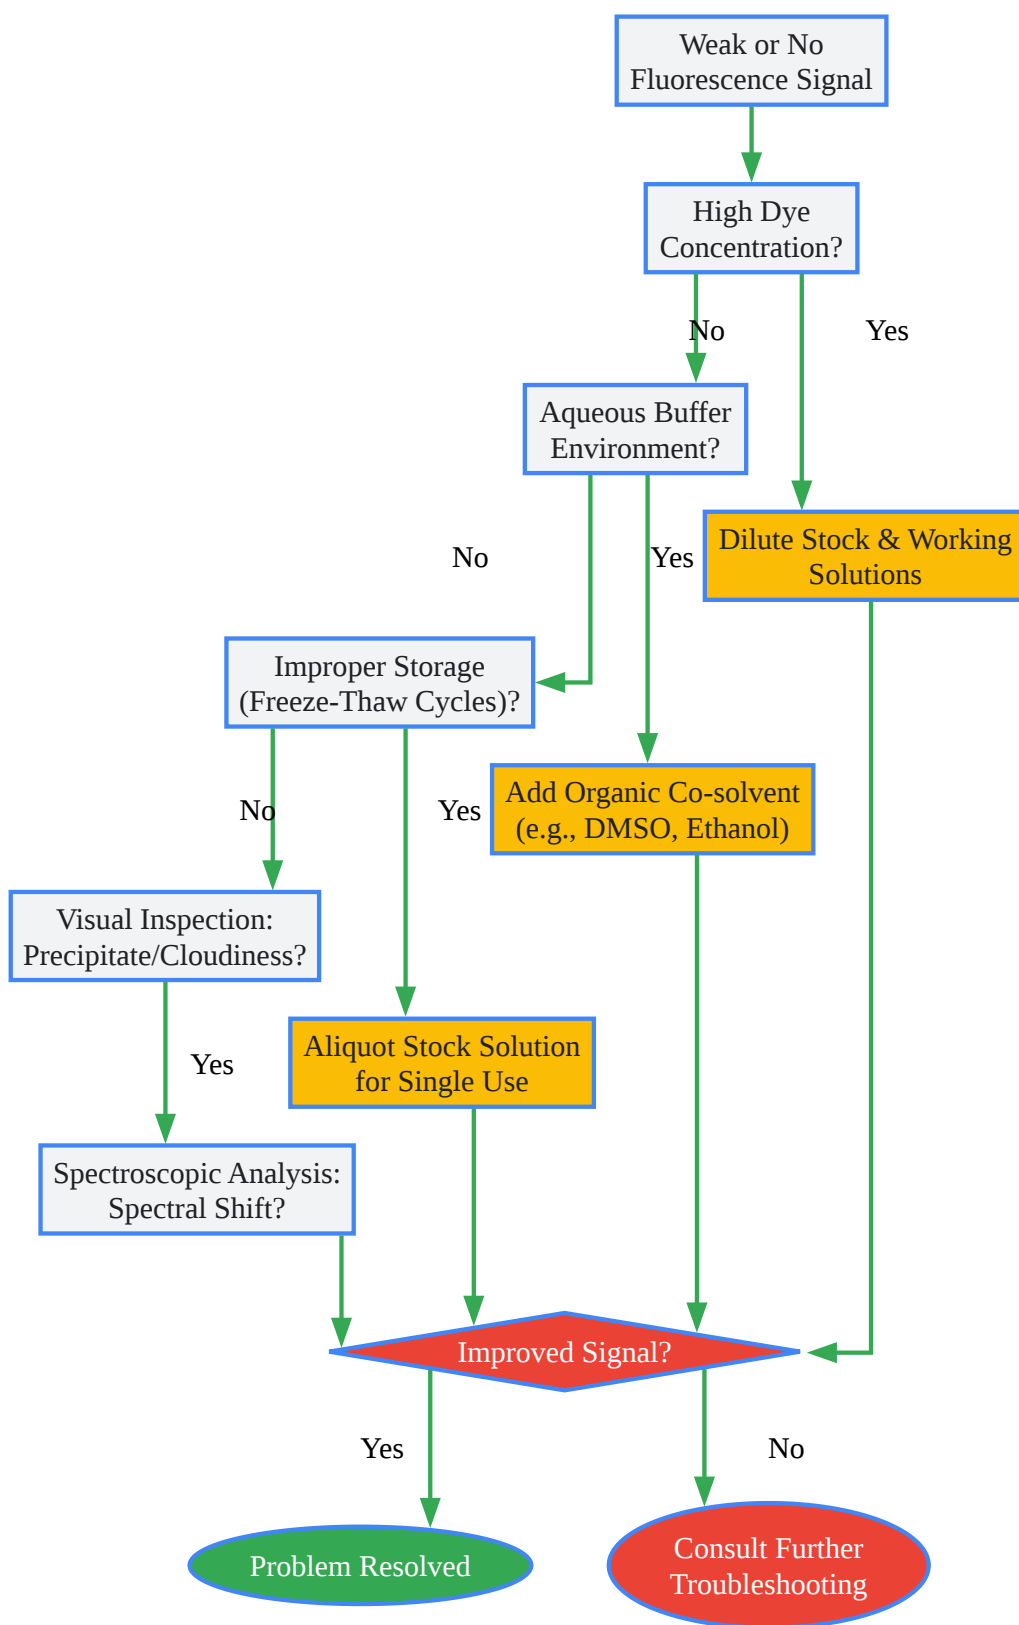 Weak or No
Fluorescence Signal
High Dye
Concentration?
No
Yes
Aqueous Buffer
Environment?
No
Yes
Dilute Stock & Working
Solutions
Improper Storage
(Freeze-Thaw Cycles)?
No
Yes
Add Organic Co-solvent
(e.g., DMSO, Ethanol)
Visual Inspection:
Precipitate/Cloudiness?
Yes
Aliquot Stock Solution
for Single Use
Spectroscopic Analysis:
Spectral Shift?
Improved Signal?
Yes
No
Problem Resolved
Consult Further
Troubleshooting